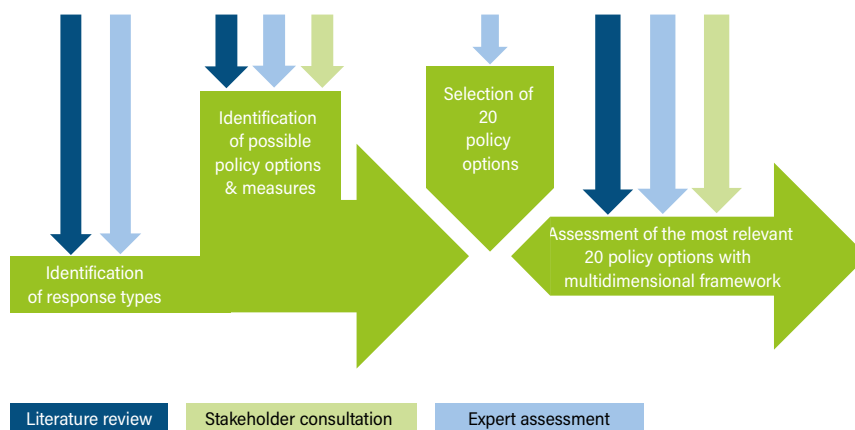 Identification
of response types
Identification
of possible
policy options
& measures
Selection of
20
policy
options
Assessment of the most relevant
20 policy options with
multidimensional framework
Literature review
Stakeholder consultation
Expert assessment